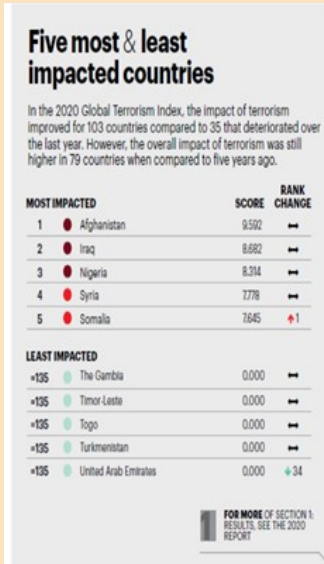 Five most & least
impacted countries
In the 2020 Global Terrorism Index, the impact of terrorism
improved for 103 countries compared to 35 that deteriorated over
the last year. However, the overall impact of terrorism was still
higher in 79 countries when compared to five years ago.
RANK
MOST IMPACTED SCORE CHANGE
1 Afghanistan 9.592 ↔
2 Iraq 8.682 ↔
3 Nigeria 8.314 ↔
4 Syria 7.778 ↔
5 Somalia 7.645 ↑1
LEAST IMPACTED
=135 The Gambia 0.000 ↔
=135 Timor-Leste 0.000 ↔
=135 Togo 0.000 ↔
=135 Turkmenistan 0.000 ↔
=135 United Arab Emirates 0.000 ↓34
1 FOR MORE OF SECTION 1:
RESULTS, SEE THE 2020
REPORT